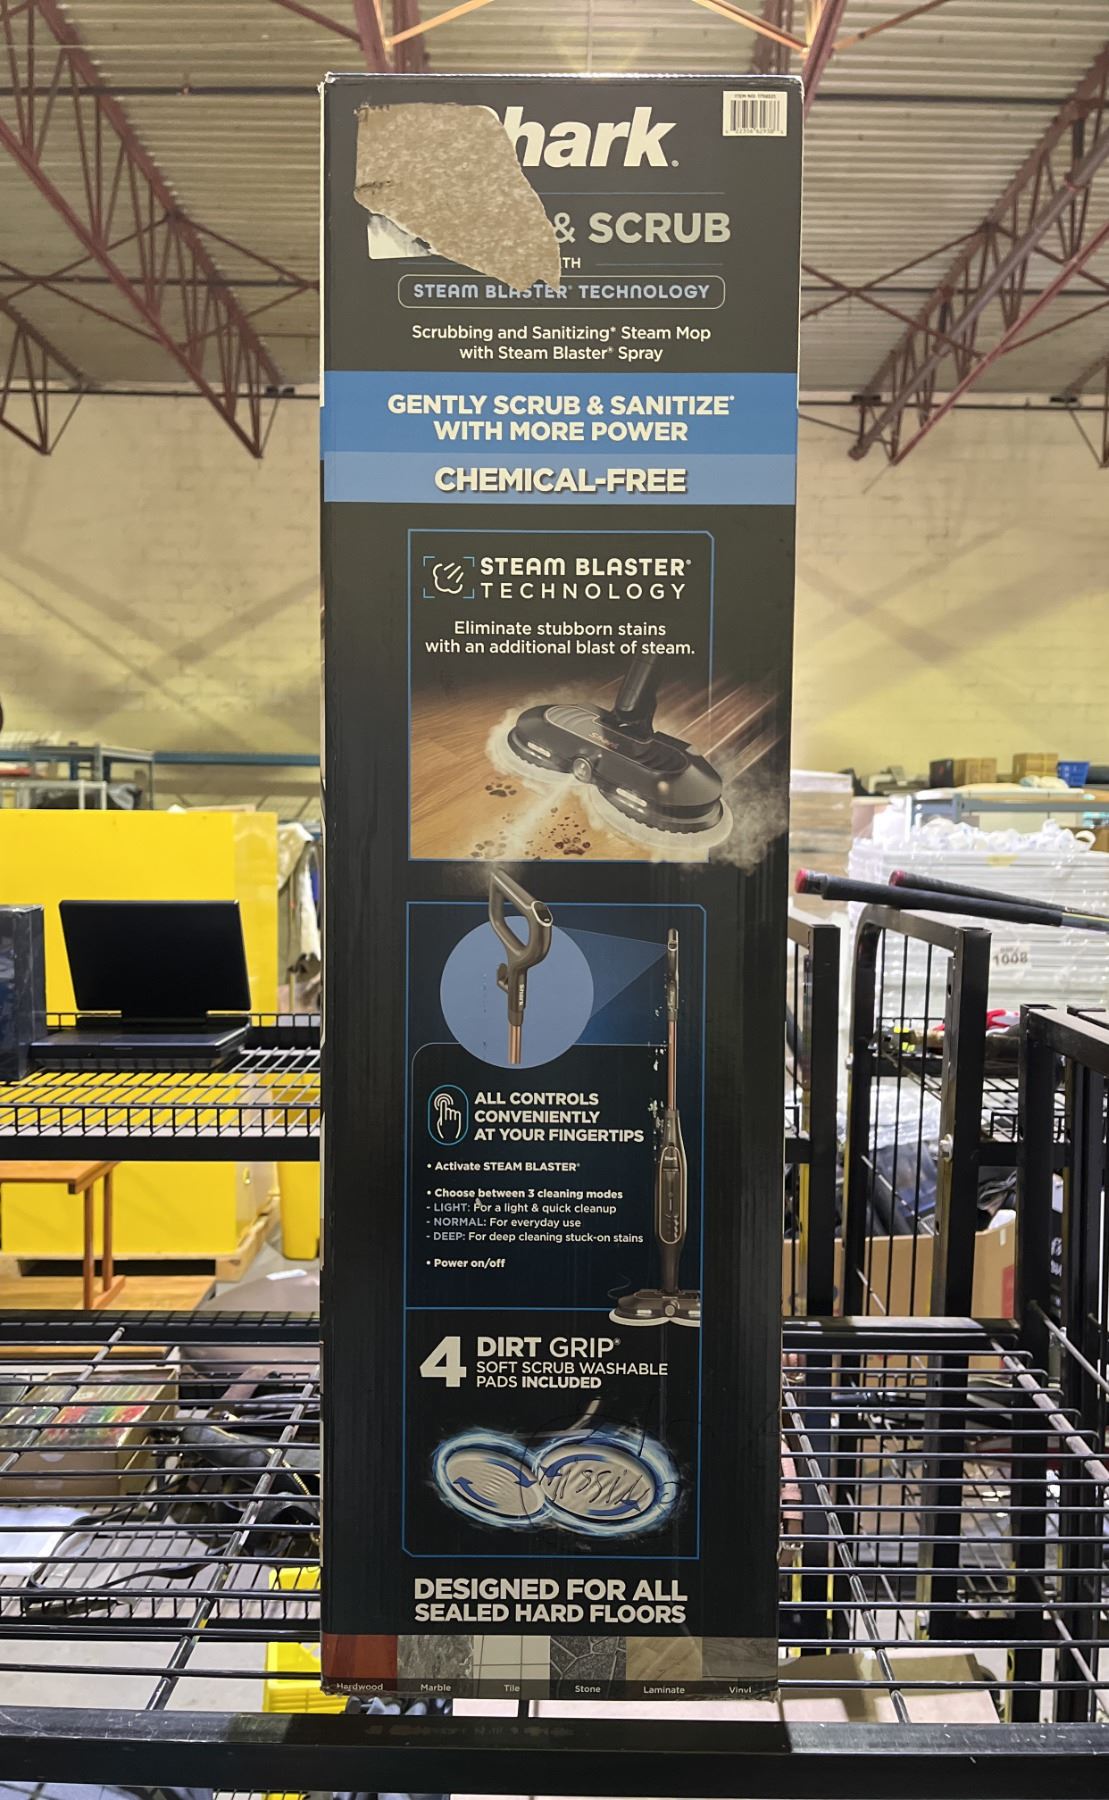 hark.
& SCRUB
TH
STEAM BLASTER® TECHNOLOGY
Scrubbing and Sanitizing* Steam Mop
with Steam Blaster® Spray
GENTLY SCRUB & SANITIZE*
WITH MORE POWER
CHEMICAL-FREE
STEAM BLASTER®
TECHNOLOGY
Eliminate stubborn stains
with an additional blast of steam.
Shark
Shark
ALL CONTROLS
CONVENIENTLY
AT YOUR FINGERTIPS
• Activate STEAM BLASTER®
• Choose between 3 cleaning modes
- LIGHT: For a light & quick cleanup
- NORMAL: For everyday use
- DEEP: For deep cleaning stuck-on stains
• Power on/off
4 DIRT GRIP®
SOFT SCRUB WASHABLE
PADS INCLUDED
Missing
DESIGNED FOR ALL
SEALED HARD FLOORS
Hardwood
Marble
Tile
Stone
Laminate
Vinyl
1008